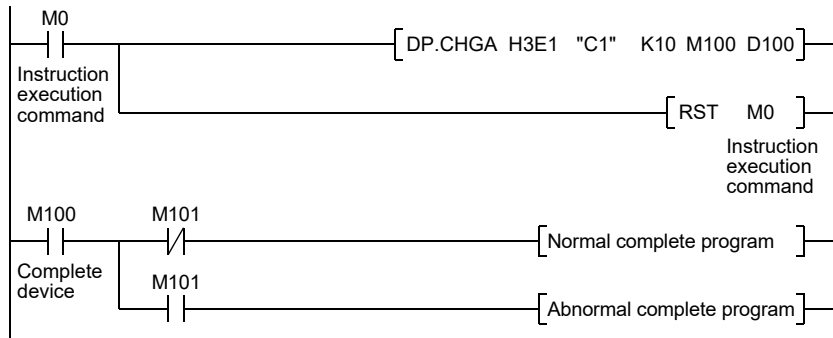 M0
DP.CHGA H3E1 "C1" K10 M100 D100
Instruction
execution
command
RST M0
Instruction
execution
command
M100 M101
Normal complete program
Complete
device
M101
Abnormal complete program